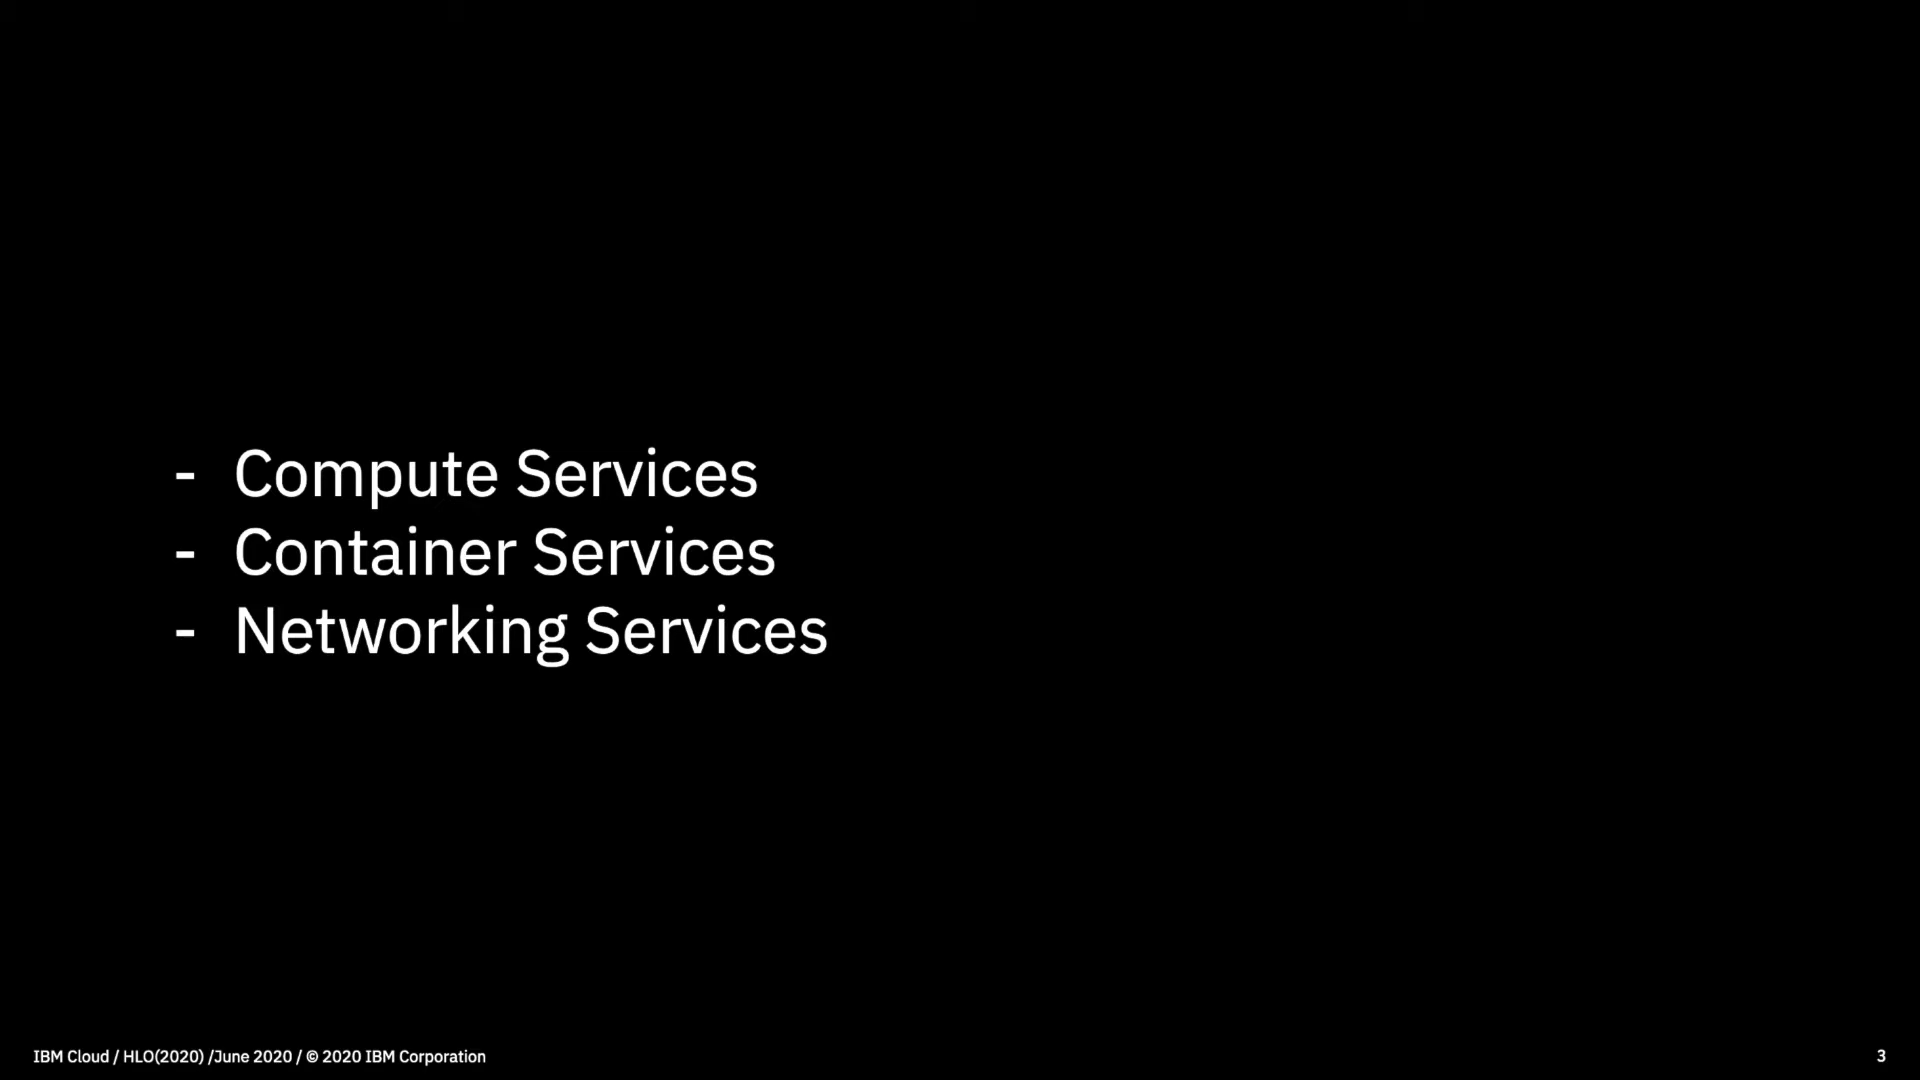 - Compute Services
- Container Services
- Networking Services
IBM Cloud / HLO(2020) /June 2020 / © 2020 IBM Corporation
3